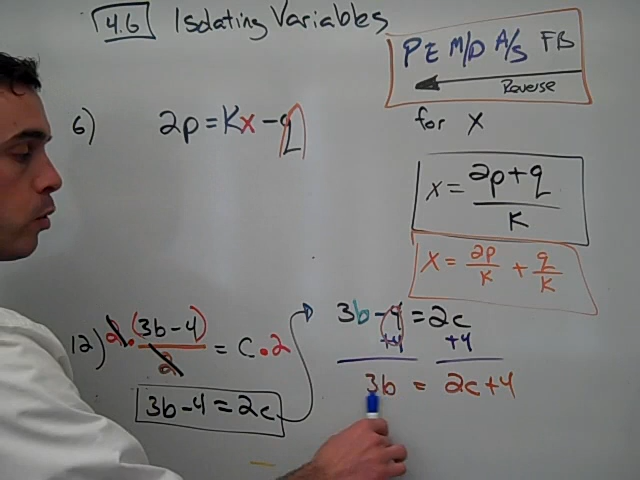 4.6 Isolating Variables
PE M/D A/S FB
Reverse
6) 2p=Kx-q
for x
x=2p+q/K
x=2p/K+q/K
12) 2·(3b-4)/2=c·2
3b-4=2c
3b-4=2c
+4 +4
3b=2c+4